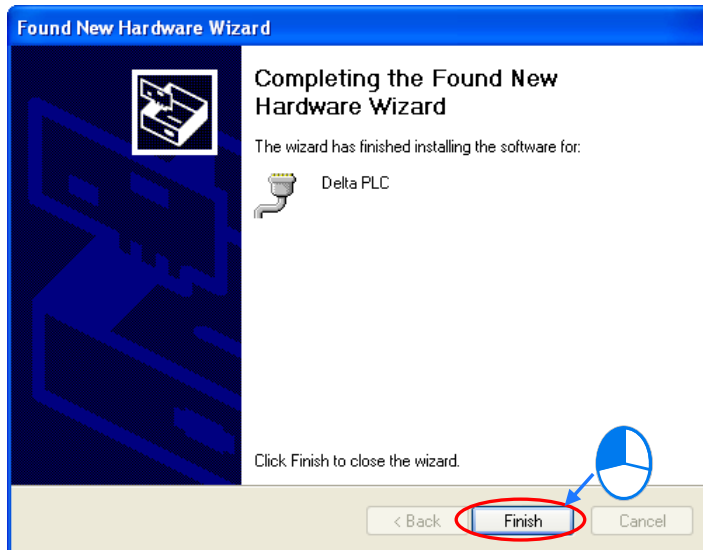 Found New Hardware Wizard
Completing the Found New
Hardware Wizard
The wizard has finished installing the software for:
Delta PLC
Click Finish to close the wizard.
< Back
Finish
Cancel